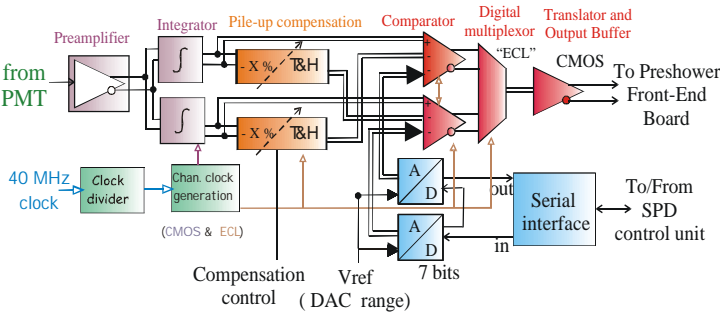 Preamplifier
Integrator
Pile-up compensation
Comparator
Digital
multiplexor
Translator and
Output Buffer
"ECL"
CMOS
from
PMT
∫
- X %
T&H
+
-
-
∫
- X %
T&H
+
-
-
To Preshower
Front-End
Board
40 MHz
clock
Clock
divider
Chan. clock
generation
(CMOS & ECL)
A
D
A
D
out
in
Serial
interface
To/From
SPD
control unit
Compensation
control
Vref
( DAC range)
7 bits